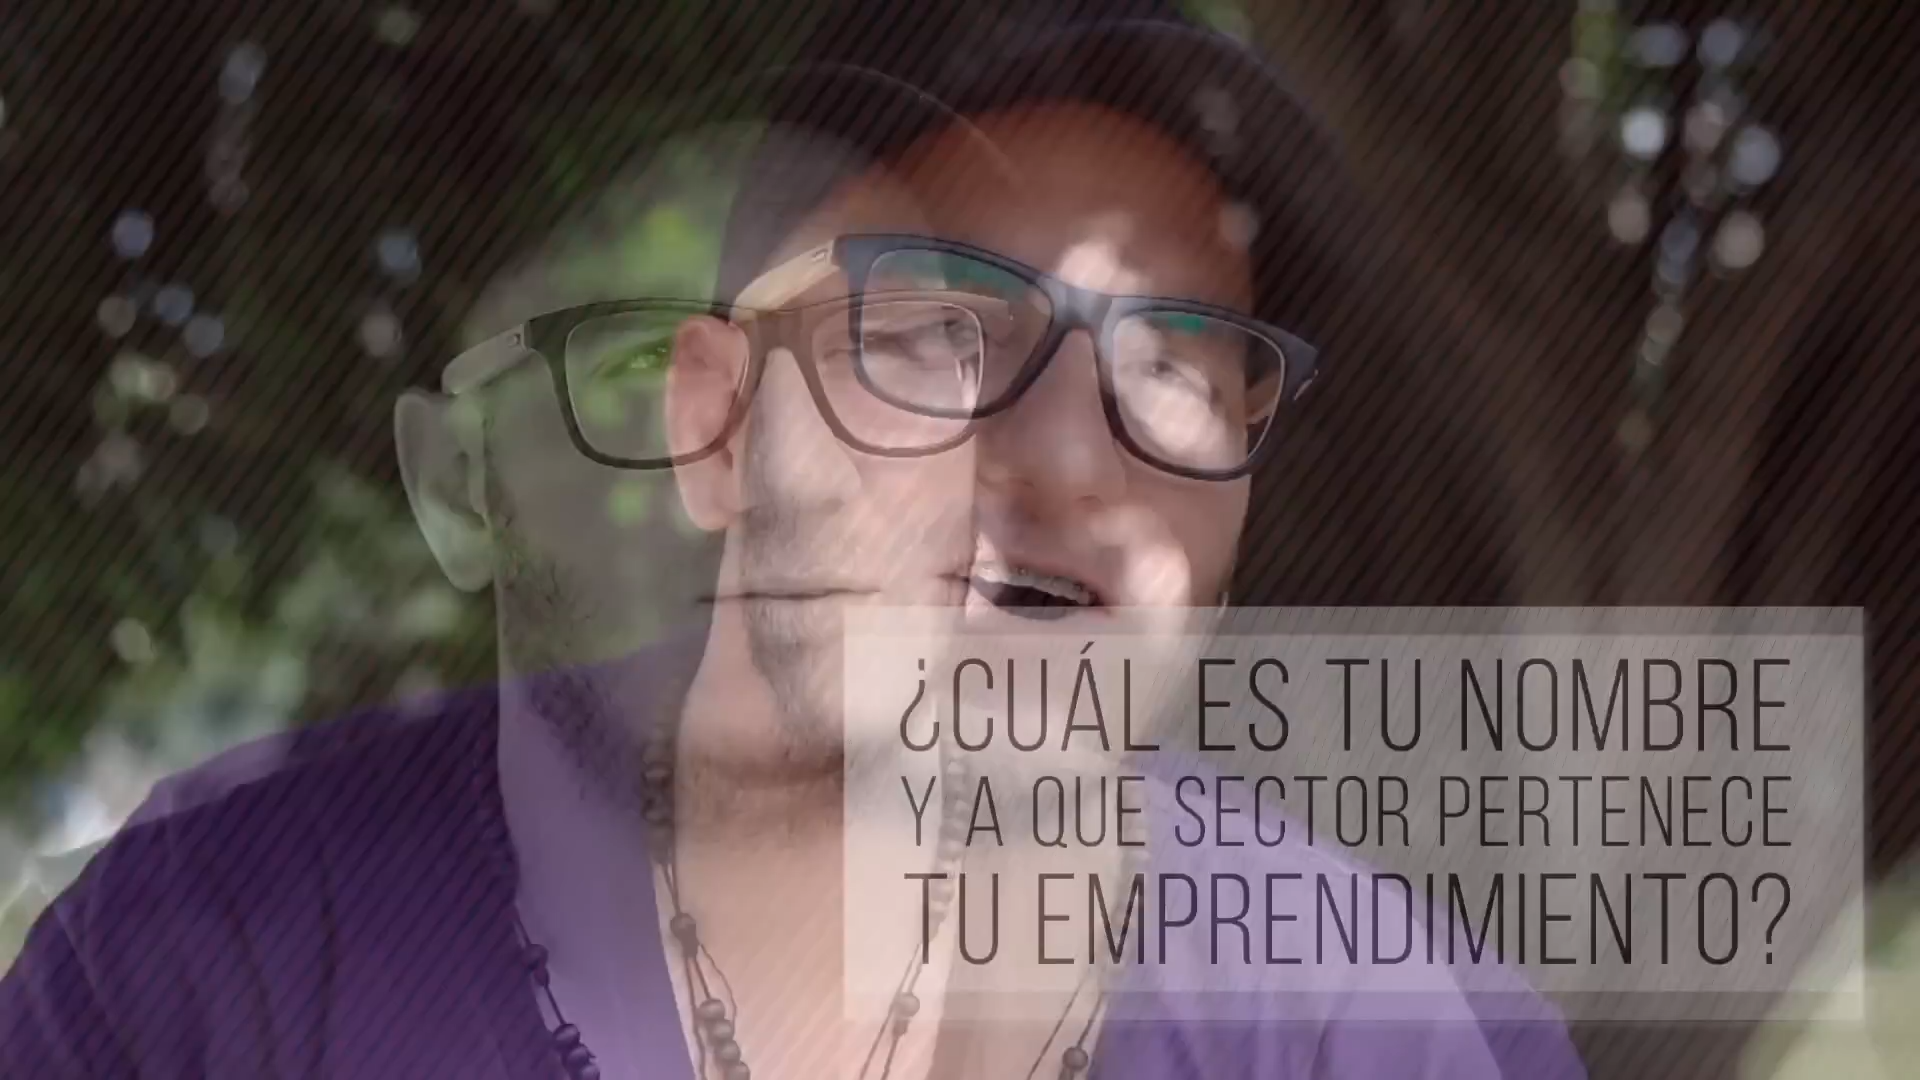 ¿CUÁL ES TU NOMBRE
Y A QUE SECTOR PERTENECE
TU EMPRENDIMIENTO?